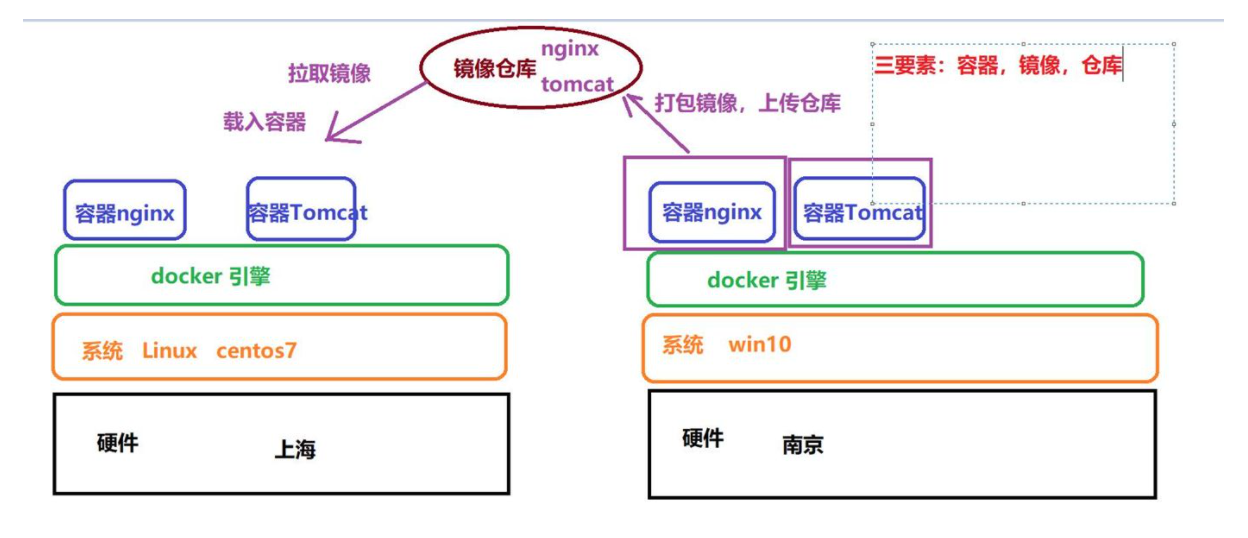 nginx
镜像仓库
tomcat
三要素：容器，镜像，仓库
拉取镜像
打包镜像，上传仓库
载入容器
容器nginx
容器Tomcat
容器nginx
容器Tomcat
docker 引擎
docker 引擎
系统 Linux centos7
系统 win10
硬件
上海
硬件
南京